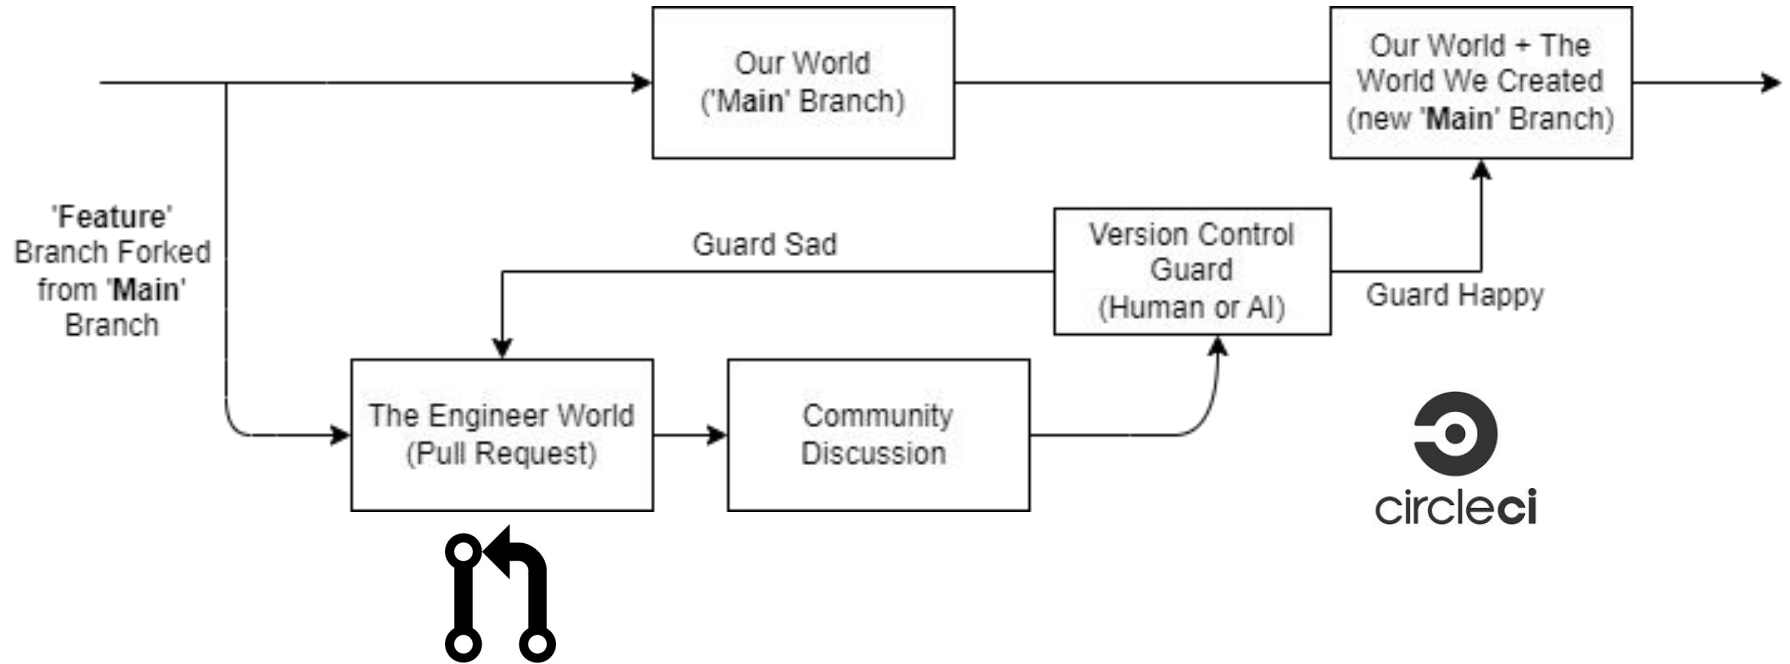 Our World
('Main' Branch)
Our World + The
World We Created
(new 'Main' Branch)
'Feature'
Branch Forked
from 'Main'
Branch
Guard Sad
Version Control
Guard
(Human or AI)
Guard Happy
The Engineer World
(Pull Request)
Community
Discussion
circleci